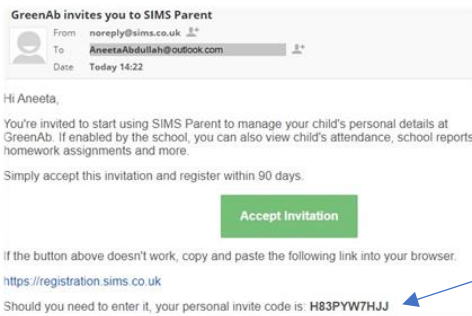 GreenAb invites you to SIMS Parent
From noreply@sims.co.uk
To AneetaAbdullah@outlook.com
Date Today 14:22
Hi Aneeta,
You're invited to start using SIMS Parent to manage your child's personal details at
GreenAb. If enabled by the school, you can also view child's attendance, school reports
homework assignments and more.
Simply accept this invitation and register within 90 days.
Accept Invitation
If the button above doesn't work, copy and paste the following link into your browser.
https://registration.sims.co.uk
Should you need to enter it, your personal invite code is: H83PYW7HJJ